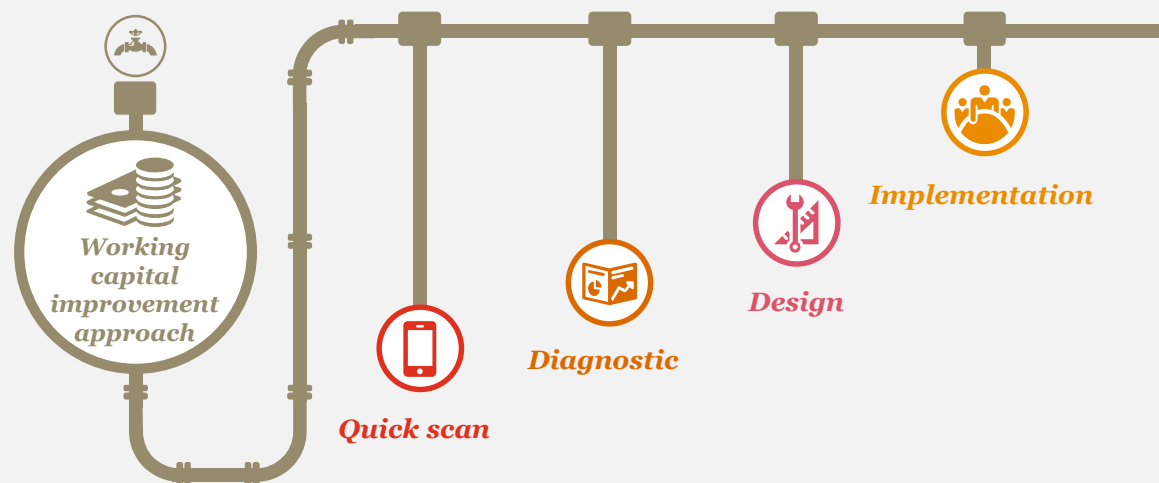 Working
capital
improvement
approach
Quick scan
Diagnostic
Design
Implementation